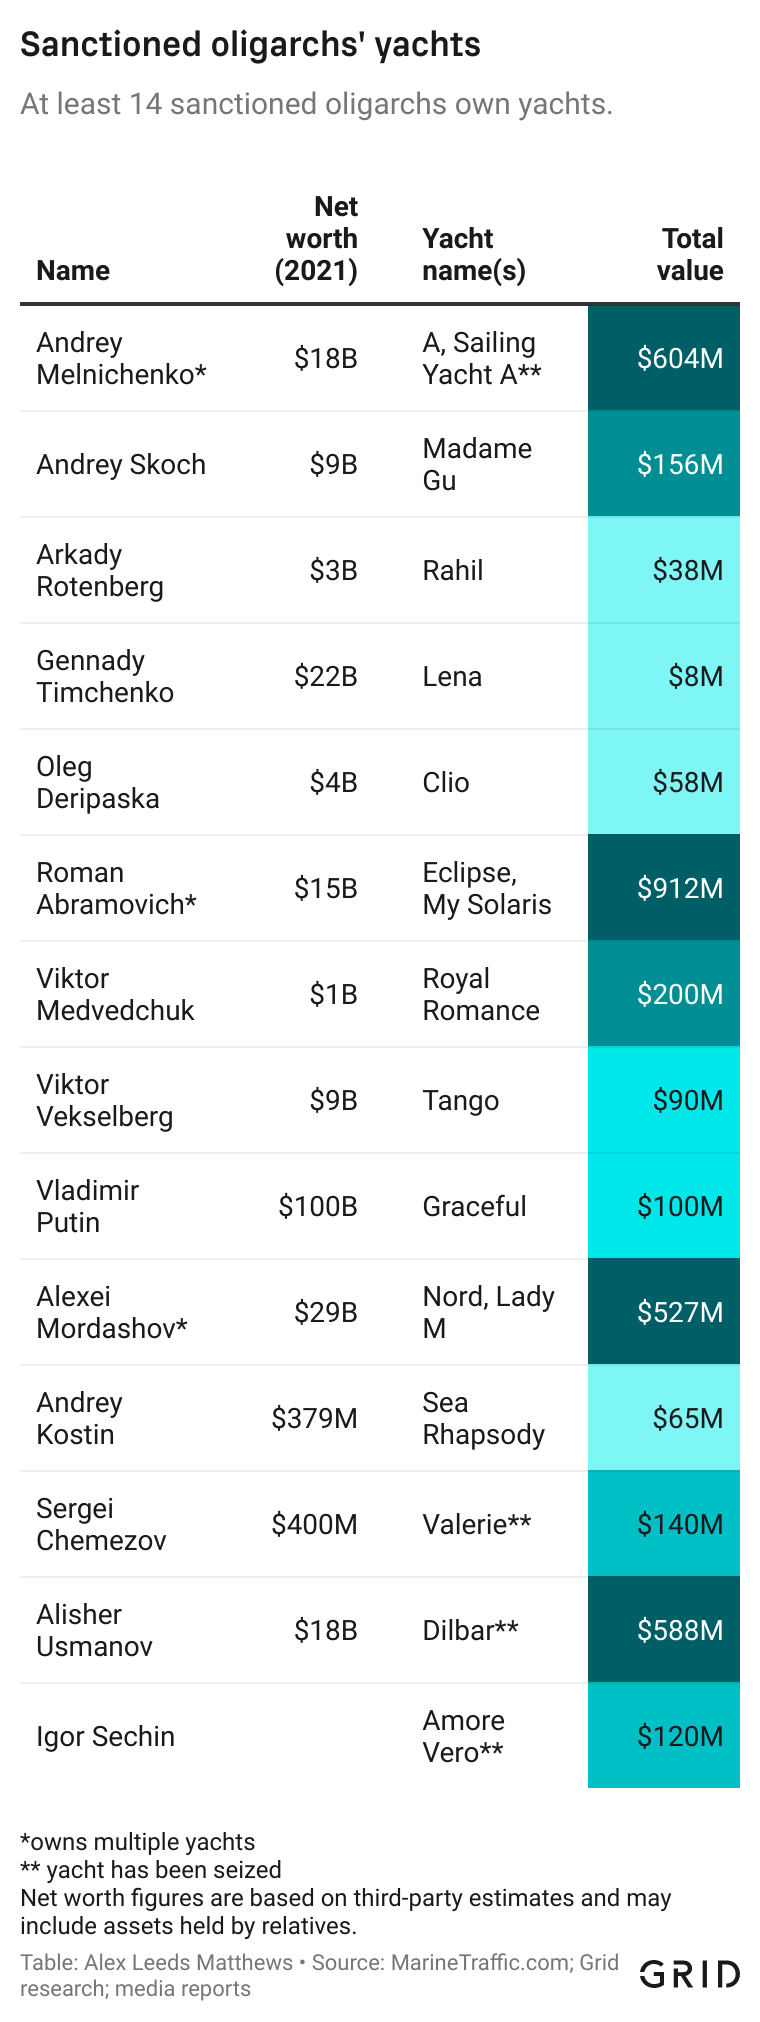 Sanctioned oligarchs' yachts
At least 14 sanctioned oligarchs own yachts.
Name
Net
worth
(2021)
Yacht
name(s)
Total
value
Andrey
Melnichenko*
$18B
A, Sailing
Yacht A**
$604M
Andrey Skoch
$9B
Madame
Gu
$156M
Arkady
Rotenberg
$3B
Rahil
$38M
Gennady
Timchenko
$22B
Lena
$8M
Oleg
Deripaska
$4B
Clio
$58M
Roman
Abramovich*
$15B
Eclipse,
My Solaris
$912M
Viktor
Medvedchuk
$1B
Royal
Romance
$200M
Viktor
Vekselberg
$9B
Tango
$90M
Vladimir
Putin
$100B
Graceful
$100M
Alexei
Mordashov*
$29B
Nord, Lady
M
$527M
Andrey
Kostin
$379M
Sea
Rhapsody
$65M
Sergei
Chemezov
$400M
Valerie**
$140M
Alisher
Usmanov
$18B
Dilbar**
$588M
Igor Sechin
Amore
Vero**
$120M
*owns multiple yachts
** yacht has been seized
Net worth figures are based on third-party estimates and may
include assets held by relatives.
Table: Alex Leeds Matthews • Source: MarineTraffic.com; Grid
research; media reports
GRID